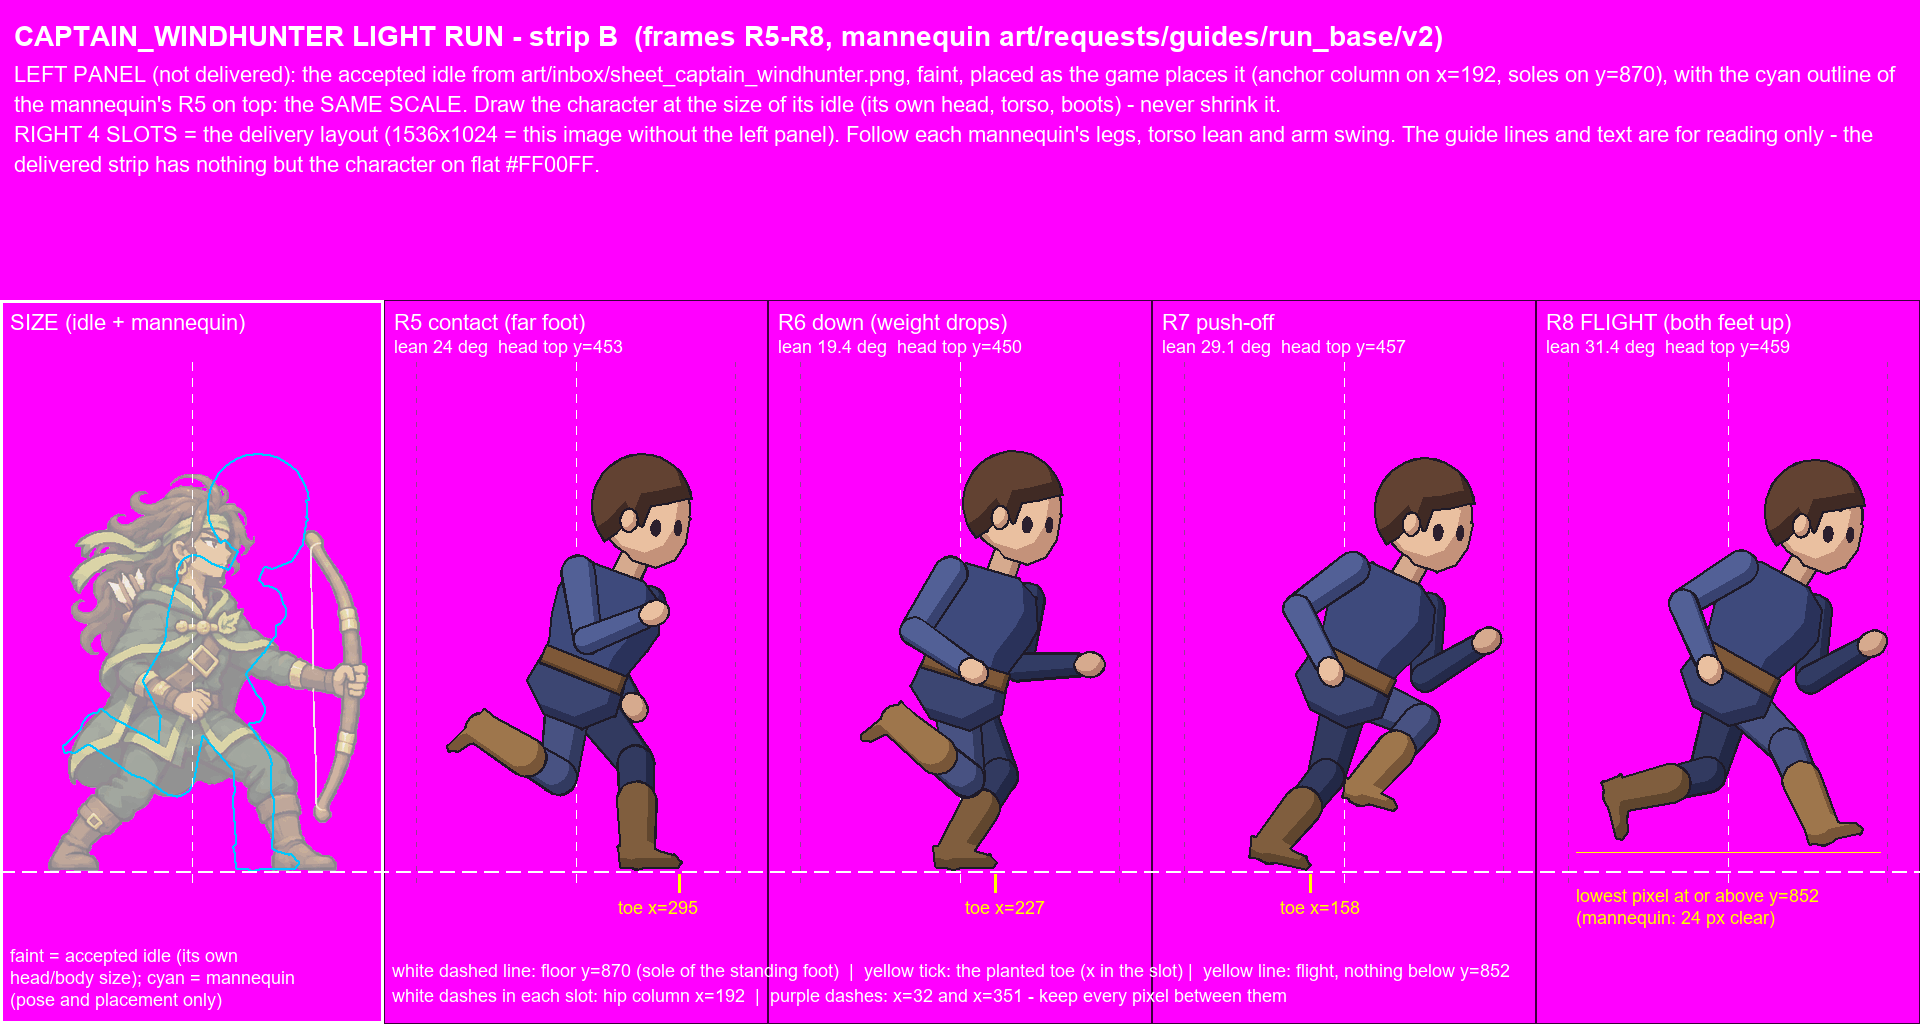 CAPTAIN_WINDHUNTER LIGHT RUN - strip B  (frames R5-R8, mannequin art/requests/guides/run_base/v2)
LEFT PANEL (not delivered): the accepted idle from art/inbox/sheet_captain_windhunter.png, faint, placed as the game places it (anchor column on x=192, soles on y=870), with the cyan outline of
the mannequin's R5 on top: the SAME SCALE. Draw the character at the size of its idle (its own head, torso, boots) - never shrink it.
RIGHT 4 SLOTS = the delivery layout (1536x1024 = this image without the left panel). Follow each mannequin's legs, torso lean and arm swing. The guide lines and text are for reading only - the
delivered strip has nothing but the character on flat #FF00FF.
SIZE (idle + mannequin)
R5 contact (far foot)
lean 24 deg  head top y=453
R6 down (weight drops)
lean 19.4 deg  head top y=450
R7 push-off
lean 29.1 deg  head top y=457
R8 FLIGHT (both feet up)
lean 31.4 deg  head top y=459
toe x=295
toe x=227
toe x=158
lowest pixel at or above y=852
(mannequin: 24 px clear)
faint = accepted idle (its own
head/body size); cyan = mannequin
(pose and placement only)
white dashed line: floor y=870 (sole of the standing foot)  |  yellow tick: the planted toe (x in the slot) |  yellow line: flight, nothing below y=852
white dashes in each slot: hip column x=192  |  purple dashes: x=32 and x=351 - keep every pixel between them